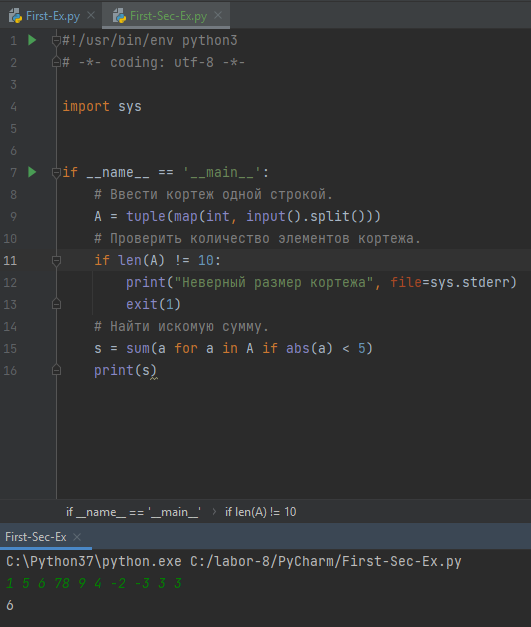 First-Ex.py First-Sec-Ex.py
1 #!/usr/bin/env python3
2 # -*- coding: utf-8 -*-
3
4 import sys
5
6
7 if __name__ == '__main__':
8 # Ввести кортеж одной строкой.
9 A = tuple(map(int, input().split()))
10 # Проверить количество элементов кортежа.
11 if len(A) != 10:
12 print("Неверный размер кортежа", file=sys.stderr)
13 exit(1)
14 # Найти искомую сумму.
15 s = sum(a for a in A if abs(a) < 5)
16 print(s)
if __name__ == '__main__' › if len(A) != 10
First-Sec-Ex
C:\Python37\python.exe C:/labor-8/PyCharm/First-Sec-Ex.py
1 5 6 78 9 4 -2 -3 3 3
6